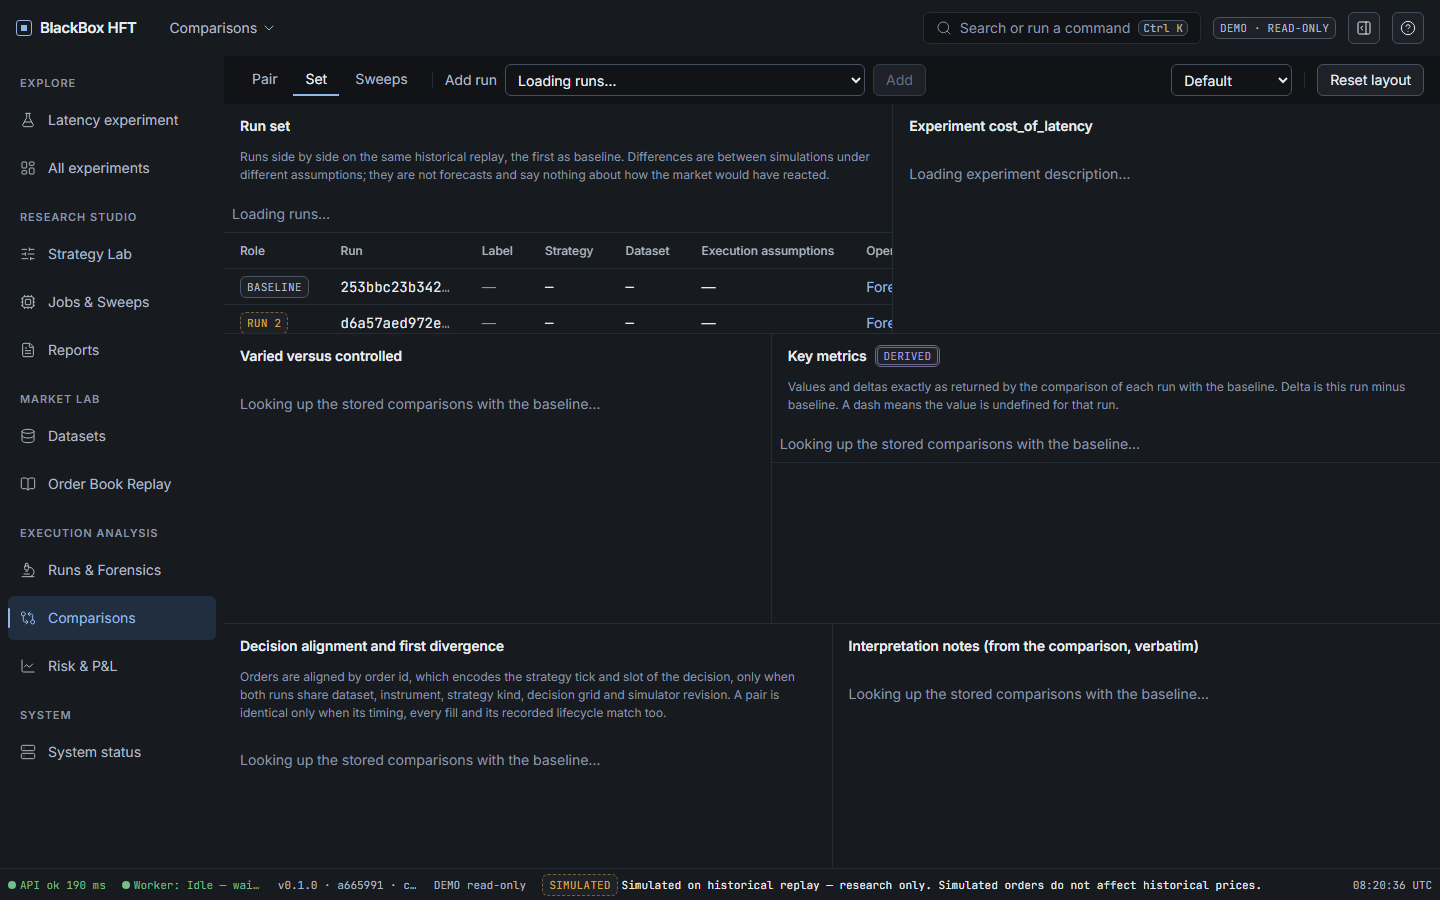 BlackBox HFT
Comparisons
Search or run a command
Ctrl K
DEMO · READ-ONLY
EXPLORE
Latency experiment
All experiments
RESEARCH STUDIO
Strategy Lab
Jobs & Sweeps
Reports
MARKET LAB
Datasets
Order Book Replay
EXECUTION ANALYSIS
Runs & Forensics
Comparisons
Risk & P&L
SYSTEM
System status
Pair
Set
Sweeps
Add run
Loading runs...
Add
Default
Reset layout
Run set
Runs side by side on the same historical replay, the first as baseline. Differences are between simulations under
different assumptions; they are not forecasts and say nothing about how the market would have reacted.
Loading runs...
Role Run Label Strategy Dataset Execution assumptions Oper
BASELINE 253bbc23b342… — — — — Fore
RUN 2 d6a57aed972e… — — — — Fore
Experiment cost_of_latency
Loading experiment description...
Varied versus controlled
Looking up the stored comparisons with the baseline...
Key metrics DERIVED
Values and deltas exactly as returned by the comparison of each run with the baseline. Delta is this run minus
baseline. A dash means the value is undefined for that run.
Looking up the stored comparisons with the baseline...
Decision alignment and first divergence
Orders are aligned by order id, which encodes the strategy tick and slot of the decision, only when
both runs share dataset, instrument, strategy kind, decision grid and simulator revision. A pair is
identical only when its timing, every fill and its recorded lifecycle match too.
Looking up the stored comparisons with the baseline...
Interpretation notes (from the comparison, verbatim)
Looking up the stored comparisons with the baseline...
API ok 190 ms
Worker: Idle — wai…
v0.1.0 · a665991 · c…
DEMO read-only
SIMULATED
Simulated on historical replay — research only. Simulated orders do not affect historical prices.
08:20:36 UTC